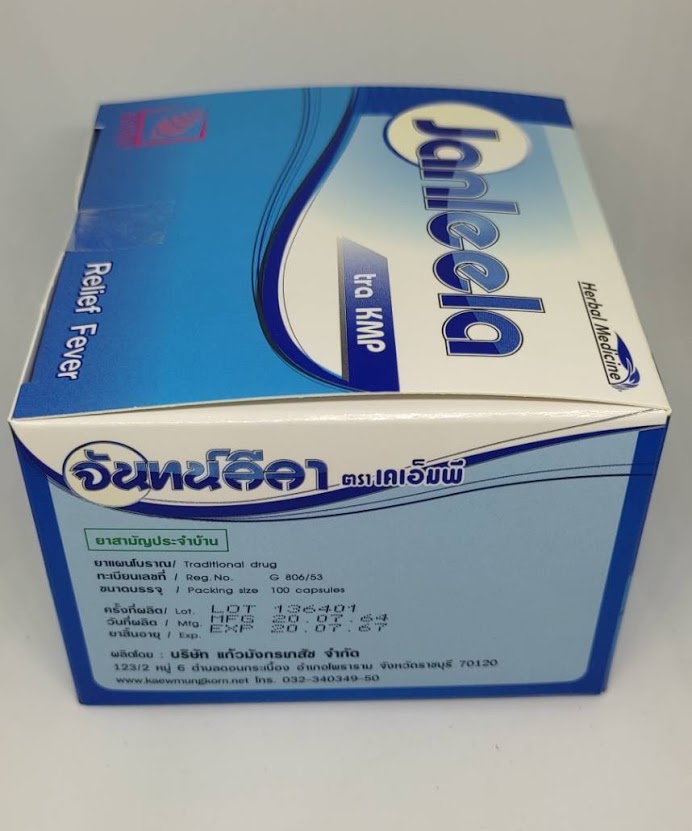 Janleela
tra KMP
Herbal Medicine
Relief Fever
จันทน์ลีลา ตรา เคเอ็มพี
ยาสามัญประจำบ้าน
ยาแผนโบราณ/ Traditional drug
ทะเบียนเลขที่ / Reg. No. G 806/53
ขนาดบรรจุ / Packing size 100 capsules
ครั้งที่ผลิต/ Lot. LOT 136401
วันที่ผลิต / Mfg. MFG 20.07.64
ยาสิ้นอายุ / Exp. EXP 20.07.67
ผลิตโดย : บริษัท แก้วมังกรเภสัช จำกัด
123/2 หมู่ 6 ตำบลดอนกระเบื้อง อำเภอโพธาราม จังหวัดราชบุรี 70120
www.kaewmungkorn.net โทร. 032-340349-50